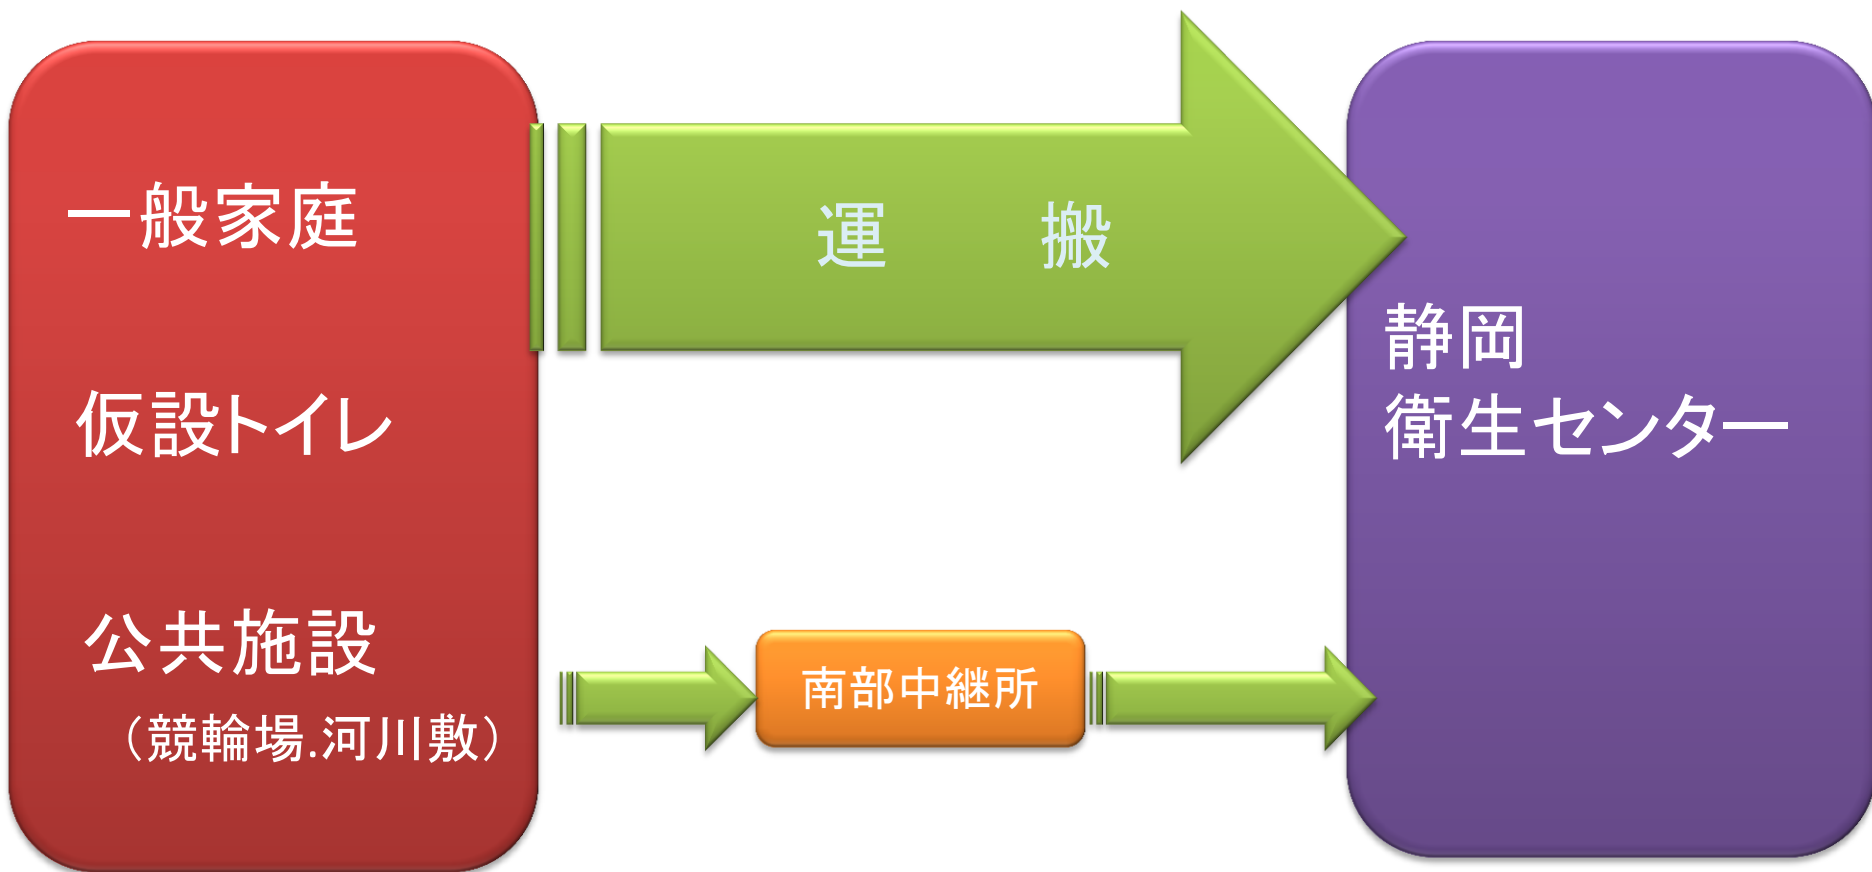 一般家庭
仮設トイレ
公共施設
（競輪場.河川敷）
運　　搬
南部中継所
静岡
衛生センター